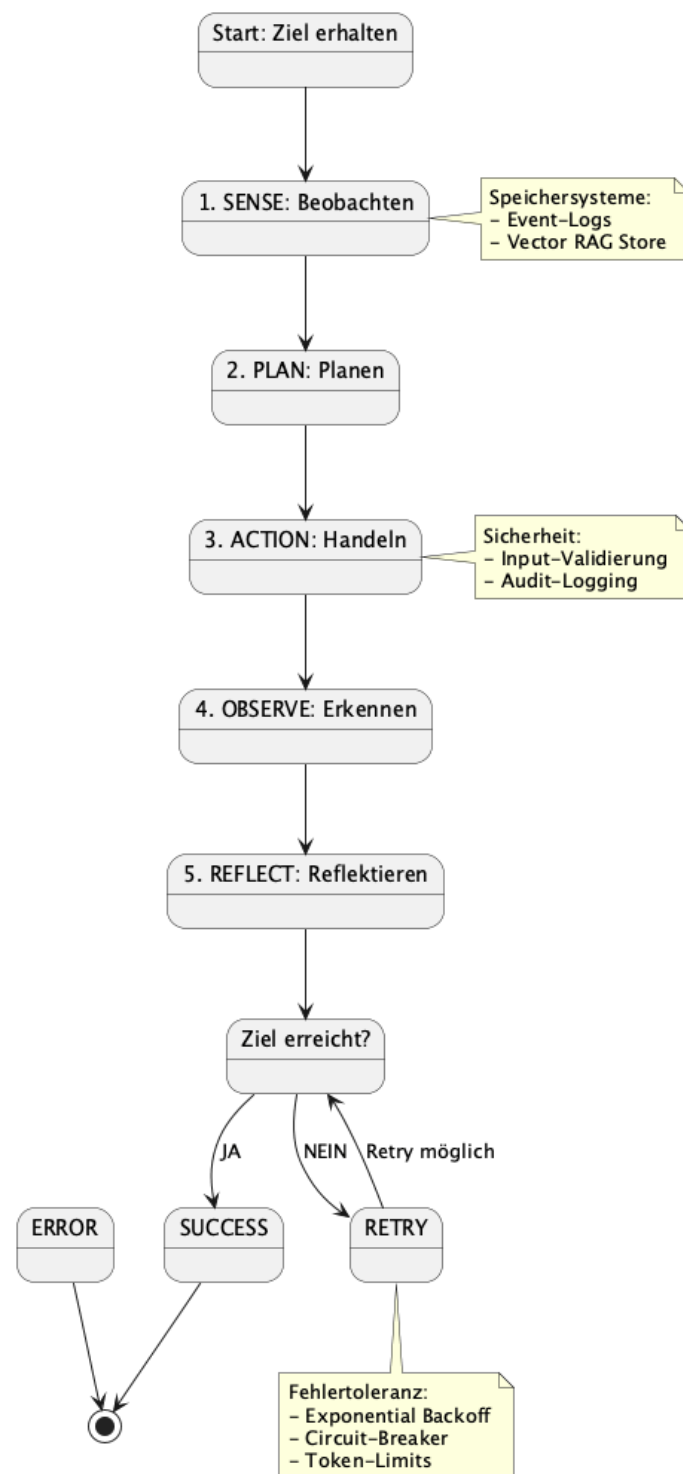 Start: Ziel erhalten
1. SENSE: Beobachten
Speichersysteme:
- Event-Logs
- Vector RAG Store
2. PLAN: Planen
3. ACTION: Handeln
Sicherheit:
- Input-Validierung
- Audit-Logging
4. OBSERVE: Erkennen
5. REFLECT: Reflektieren
Ziel erreicht?
JA
NEIN
Retry möglich
ERROR
SUCCESS
RETRY
Fehlertoleranz:
- Exponential Backoff
- Circuit-Breaker
- Token-Limits